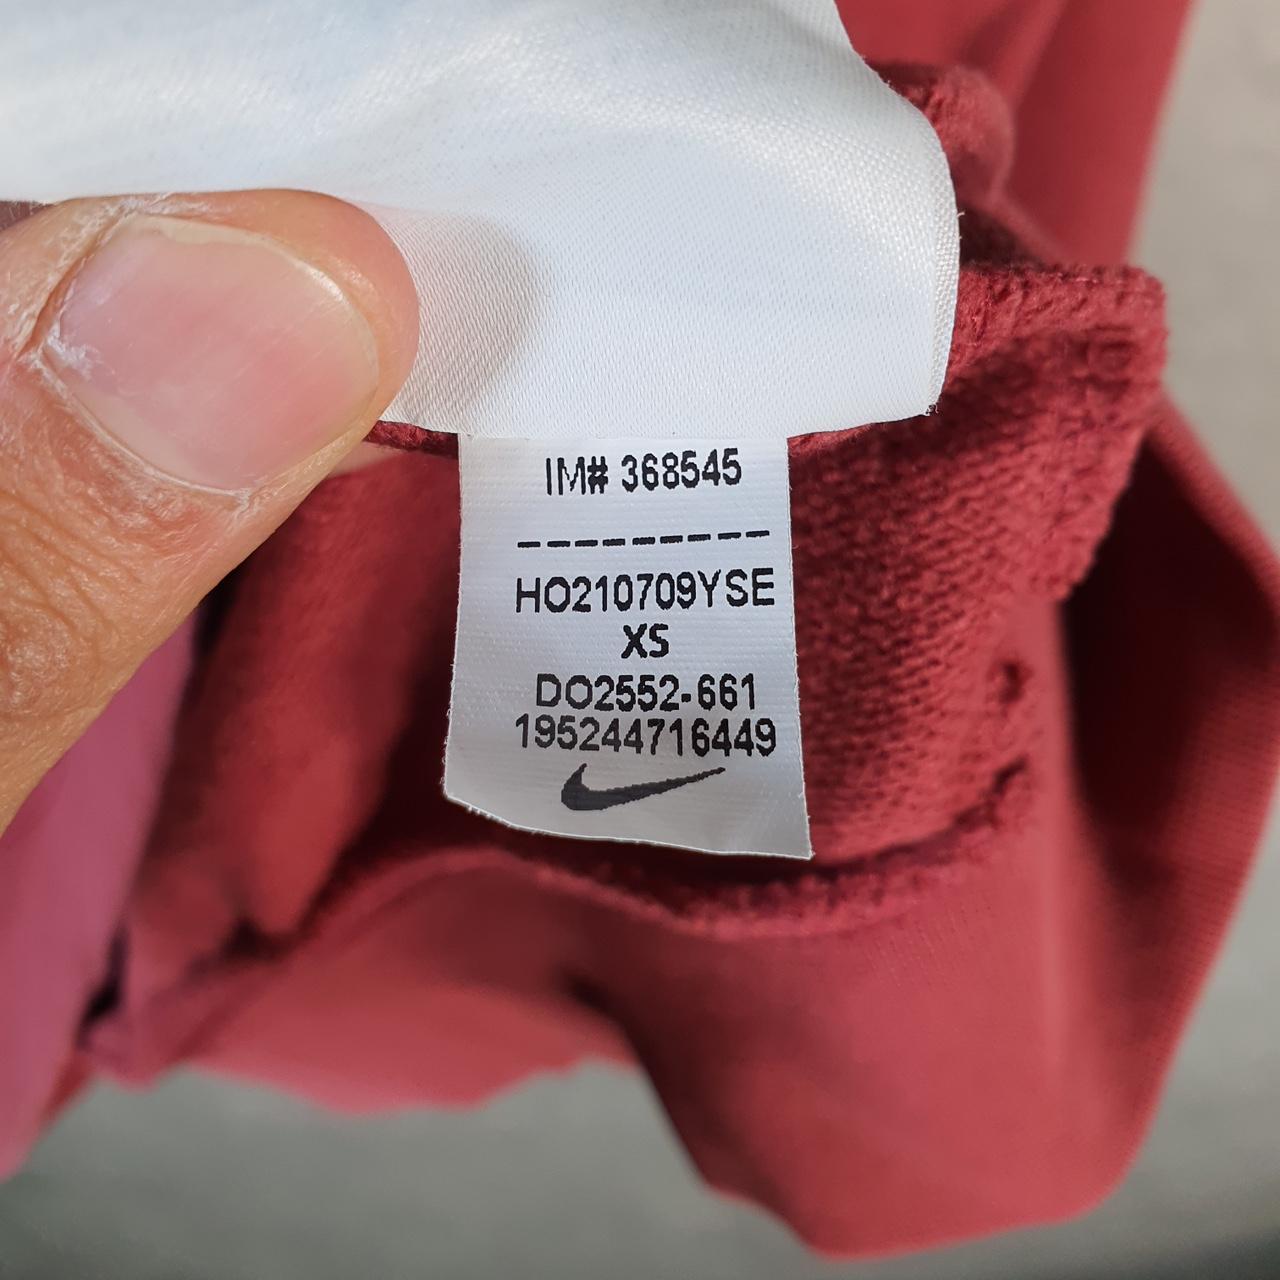 IM# 368545
---------
HO210709YSE
XS
DO2552-661
195244716449